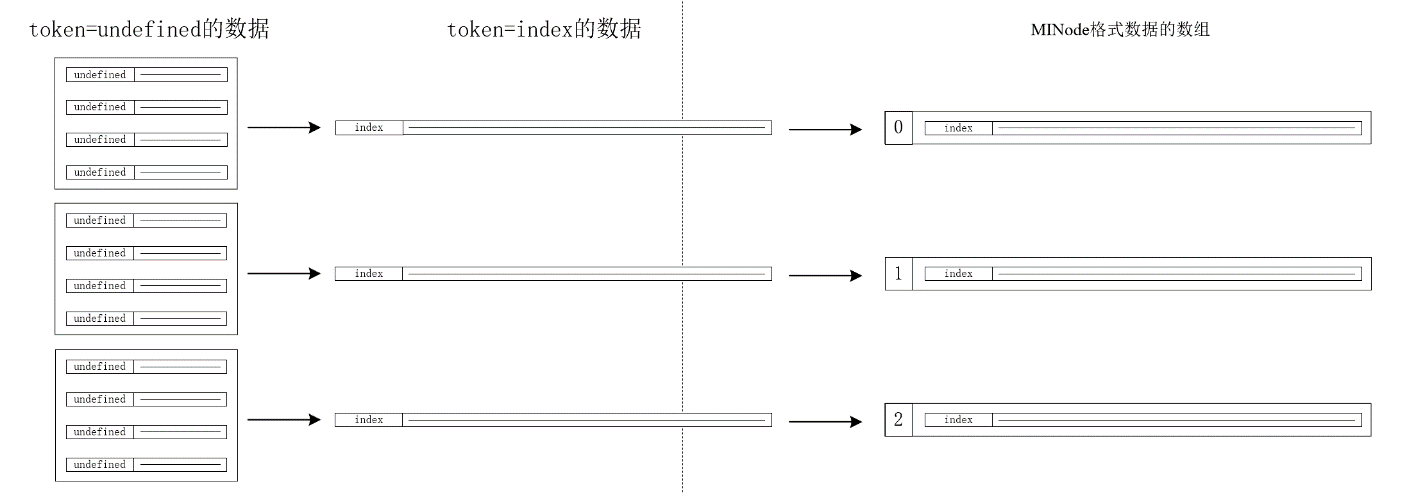 token=undefined的数据
token=index的数据
MINode格式数据的数组
undefined
undefined
undefined
undefined
index
0
index
undefined
undefined
undefined
undefined
index
1
index
undefined
undefined
undefined
undefined
index
2
index